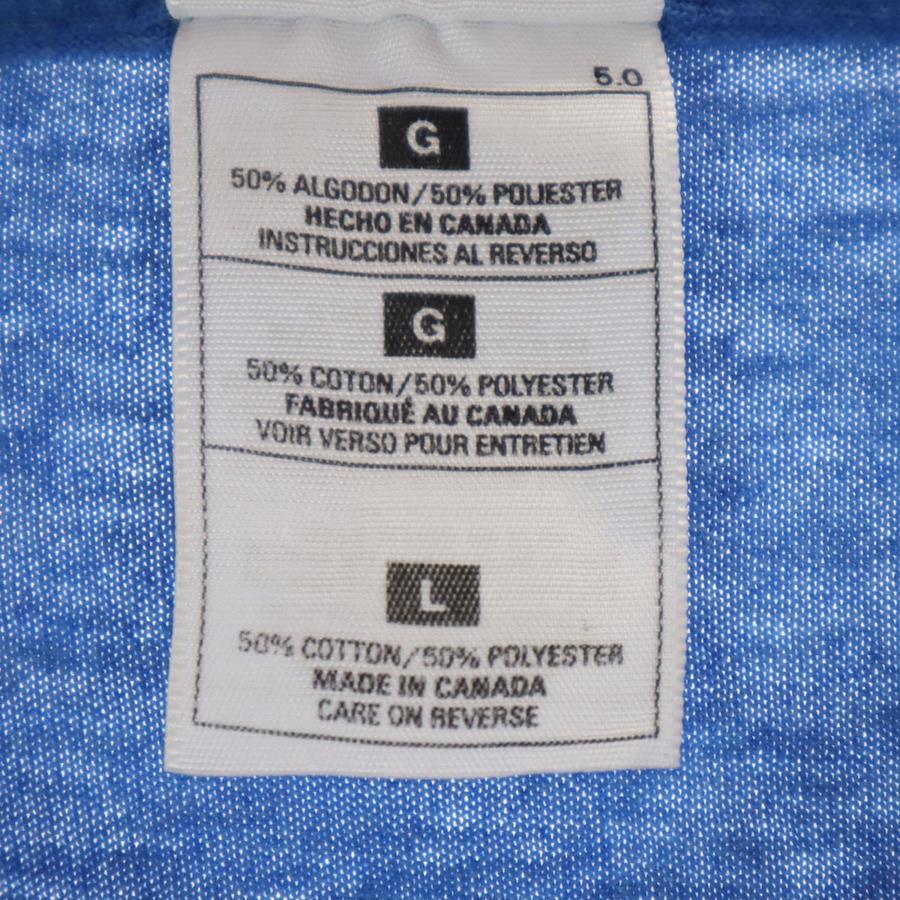 5.0
G
50% ALGODON/50% POLIESTER
HECHO EN CANADA
INSTRUCCIONES AL REVERSO
G
50% COTON/50% POLYESTER
FABRIQUÉ AU CANADA
VOIR VERSO POUR ENTRETIEN
L
50% COTTON/50% POLYESTER
MADE IN CANADA
CARE ON REVERSE